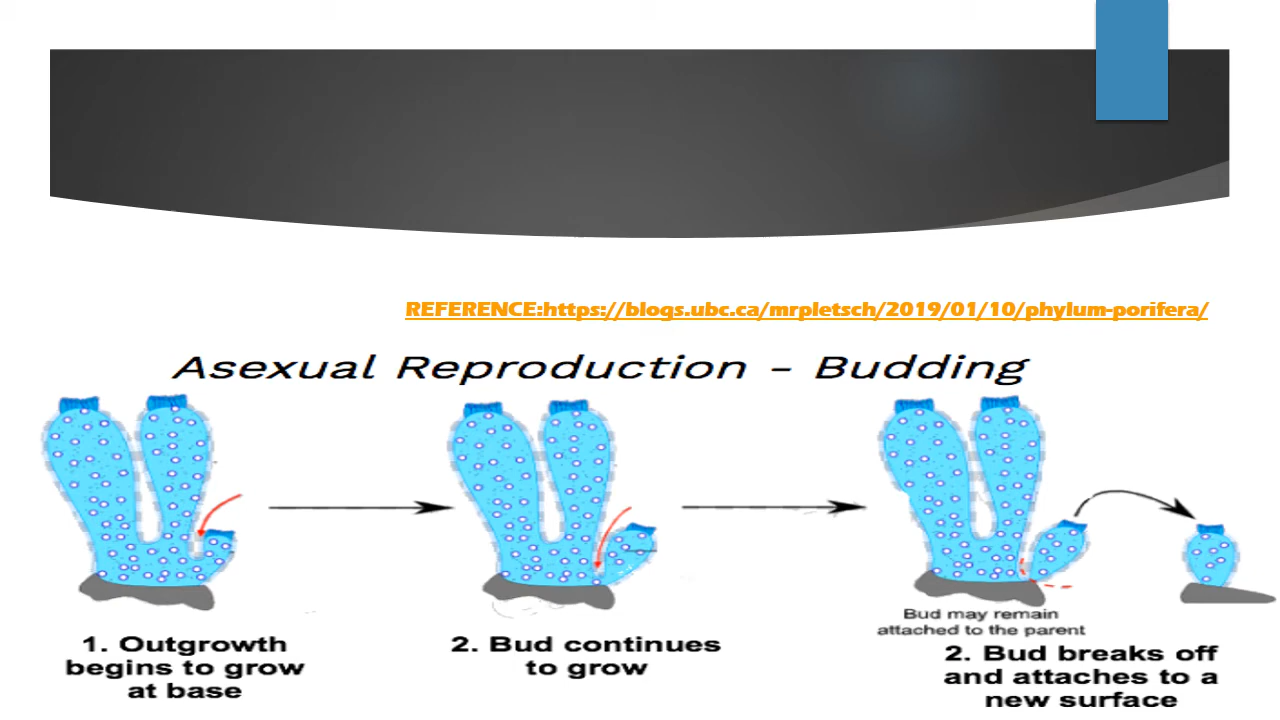 REFERENCE:https://blogs.ubc.ca/mrpletsch/2019/01/10/phylum-porifera/
Asexual Reproduction - Budding
1. Outgrowth
begins to grow
at base
2. Bud continues
to grow
Bud may remain
attached to the parent
2. Bud breaks off
and attaches to a
new surface